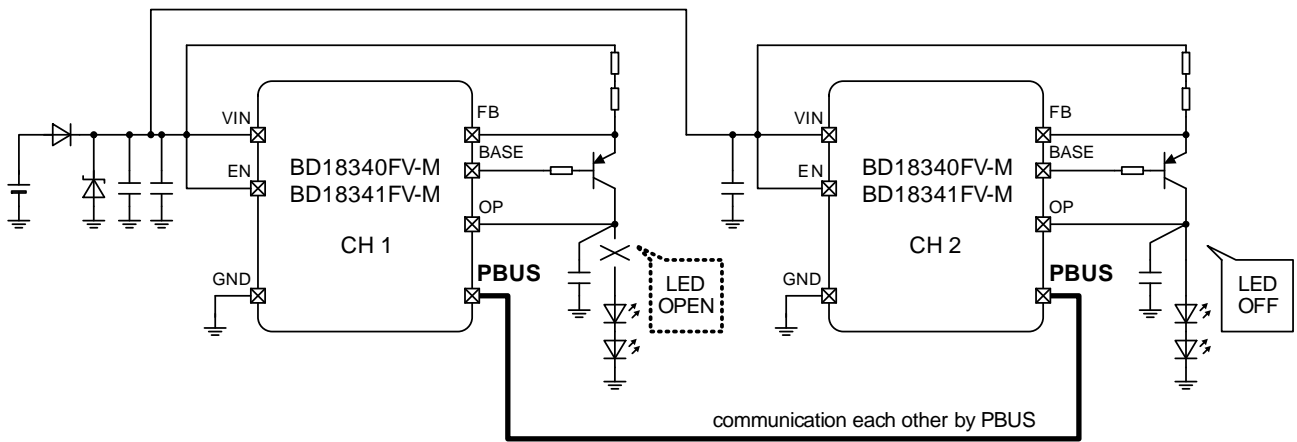 VIN
EN
GND
BD18340FV-M
BD18341FV-M
CH 1
FB
BASE
OP
PBUS
LED
OPEN
VIN
EN
GND
BD18340FV-M
BD18341FV-M
CH 2
FB
BASE
OP
PBUS
LED
OFF
communication each other by PBUS